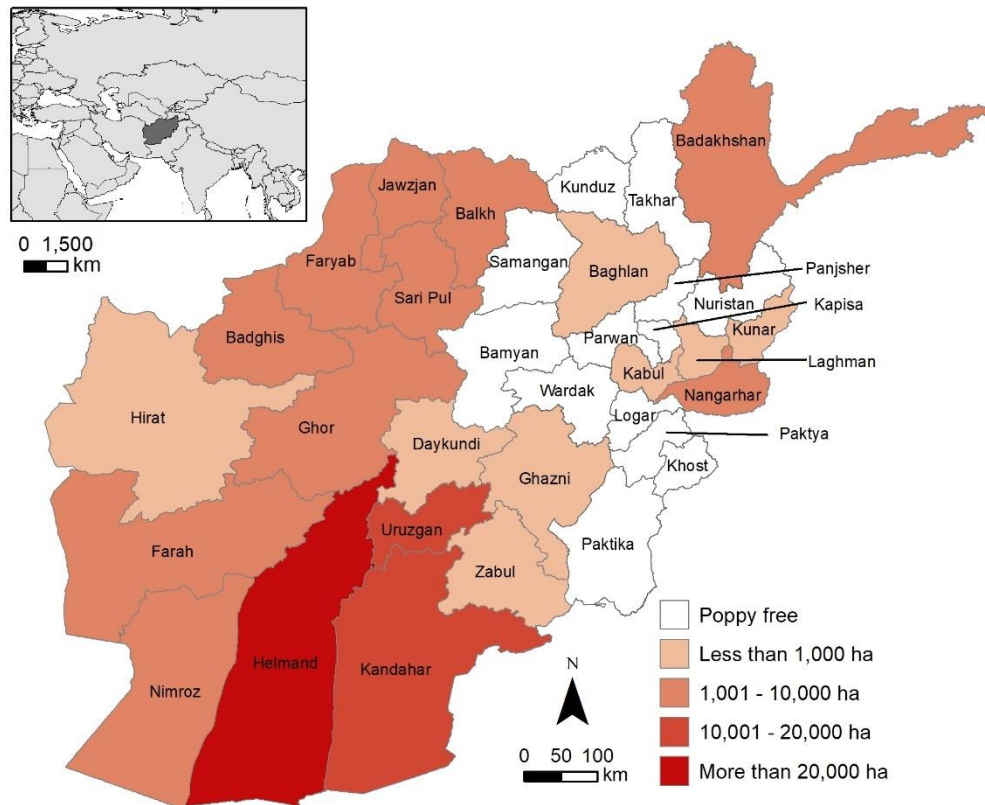 0 1,500
km
Badakhshan
Kunduz
Takhar
Jawzjan
Balkh
Samangan
Baghlan
Panjsher
Faryab
Sari Pul
Nuristan
Kapisa
Badghis
Parwan
Kunar
Bamyan
Kabul
Laghman
Wardak
Nangarhar
Hirat
Logar
Ghor
Daykundi
Paktya
Khost
Ghazni
Uruzgan
Farah
Paktika
Zabul
Helmand
Kandahar
Nimroz
N
0 50 100
km
Poppy free
Less than 1,000 ha
1,001 - 10,000 ha
10,001 - 20,000 ha
More than 20,000 ha